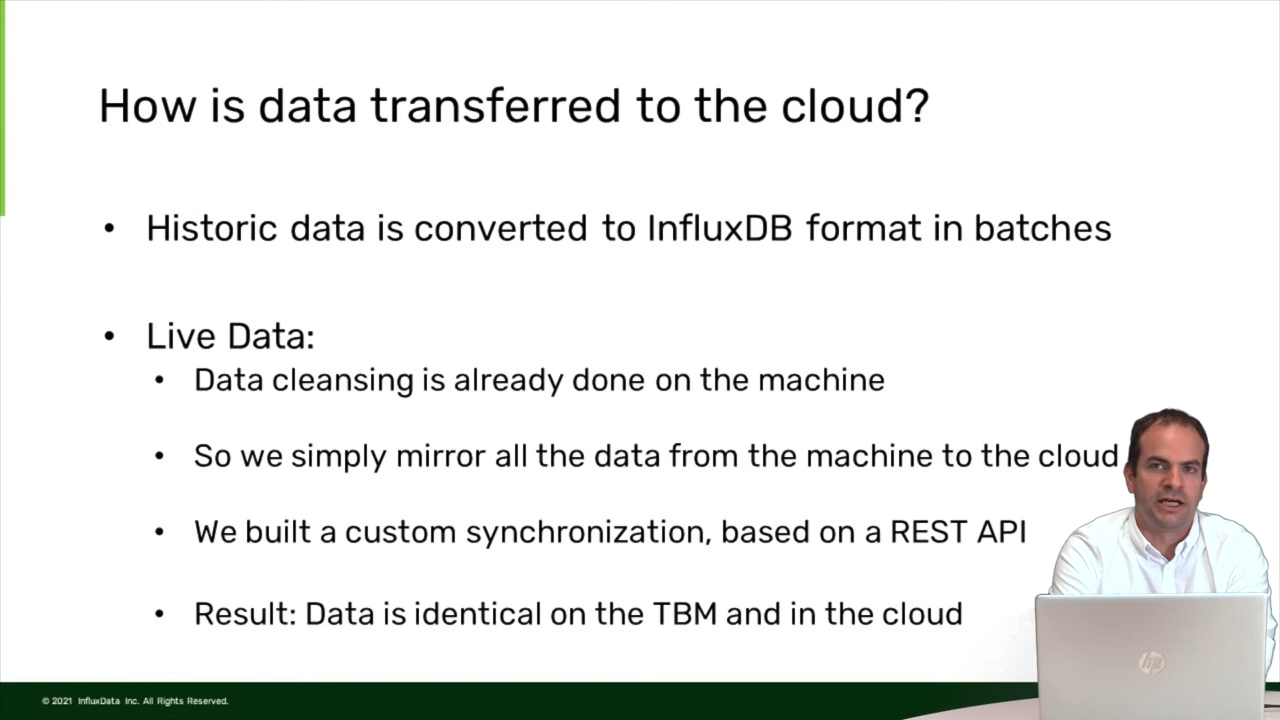 How is data transferred to the cloud?
• Historic data is converted to InfluxDB format in batches
• Live Data:
• Data cleansing is already done on the machine
• So we simply mirror all the data from the machine to the cloud
• We built a custom synchronization, based on a REST API
• Result: Data is identical on the TBM and in the cloud
hp
© 2021 InfluxData Inc. All Rights Reserved.